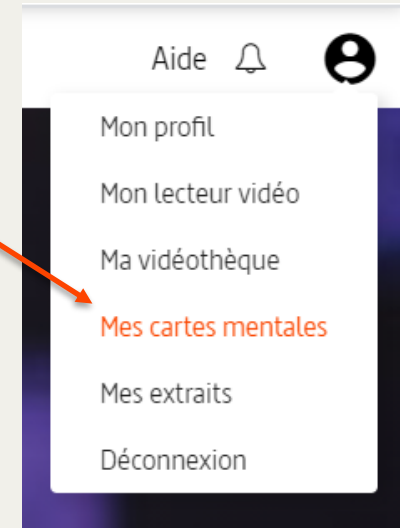 Aide
Mon profil
Mon lecteur vidéo
Ma vidéothèque
Mes cartes mentales
Mes extraits
Déconnexion